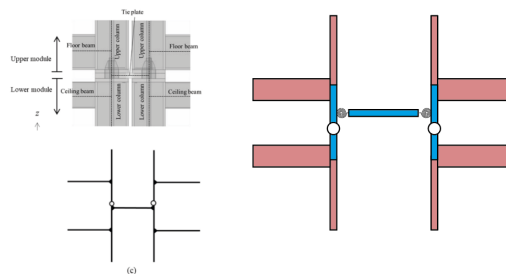 Tie plate
Floor beam
Upper column
Upper column
Floor beam
Upper module
Lower module
Ceiling beam
Lower column
Lower column
Ceiling beam
z
(c)